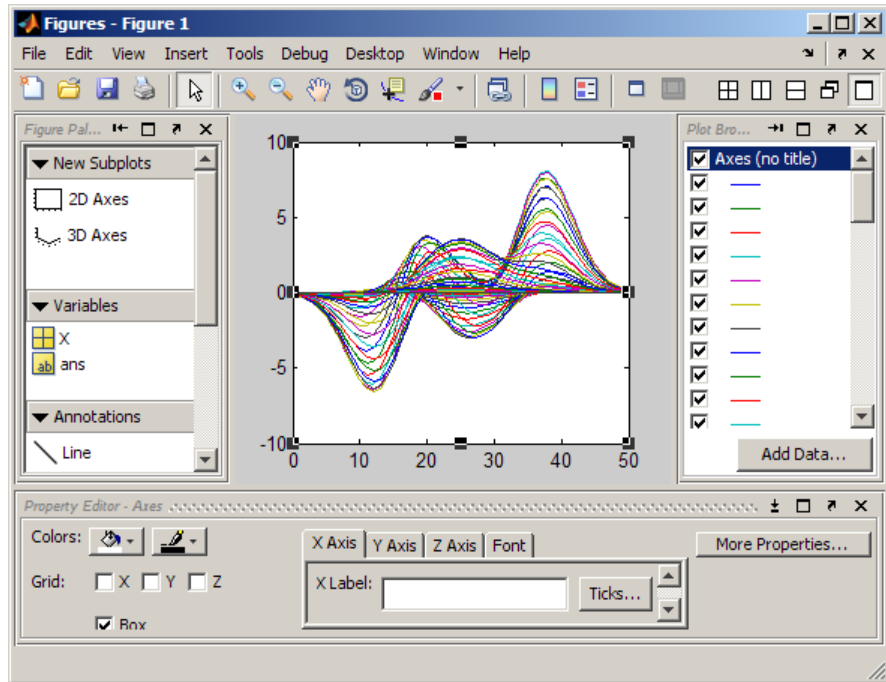 Figures - Figure 1
File Edit View Insert Tools Debug Desktop Window Help
Figure Pal...
New Subplots
2D Axes
3D Axes
Variables
X
ab ans
Annotations
Line
10
5
0
-5
-10
0 10 20 30 40 50
Plot Bro...
Axes (no title)
Add Data...
Property Editor - Axes
Colors:
Grid: X Y Z
Box
X Axis Y Axis Z Axis Font
X Label:
Ticks...
More Properties...